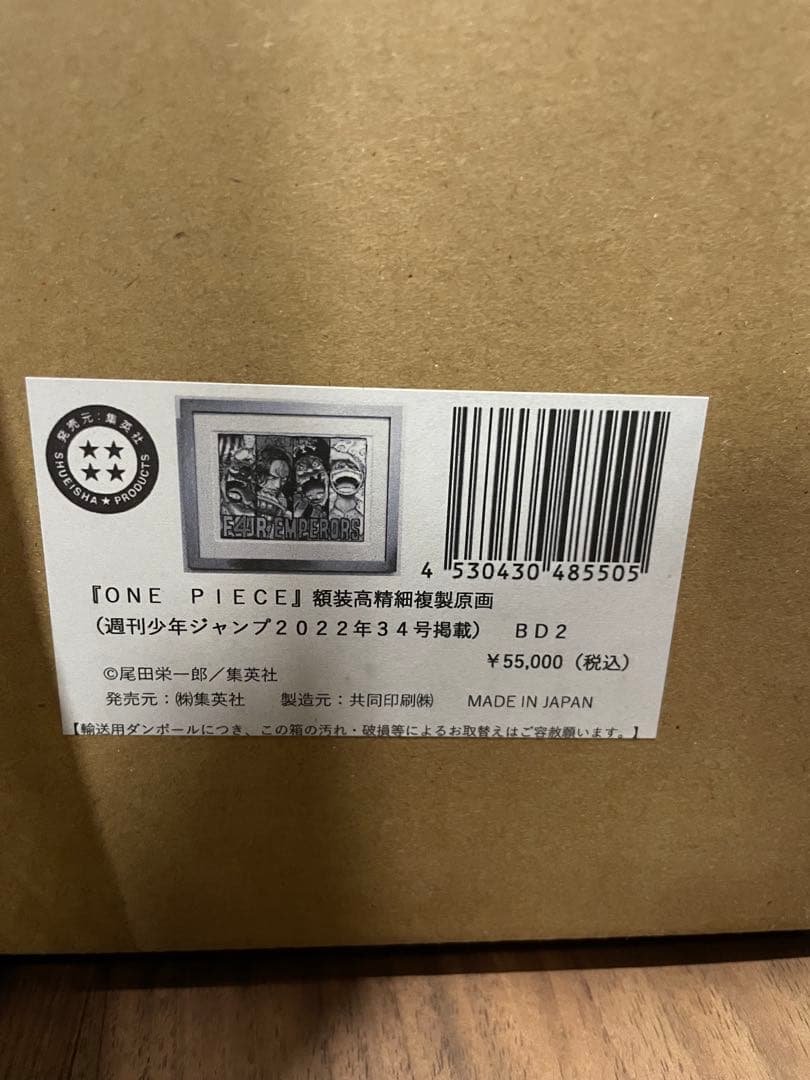 発売元:集英社
SHUEISHA★PRODUCTS
F4UR EMPERORS
4 530430 485505
『ONE PIECE』額装高精細複製原画
(週刊少年ジャンプ2022年34号掲載) BD2
¥55,000(税込)
©尾田栄一郎/集英社
発売元:㈱集英社 製造元:共同印刷㈱ MADE IN JAPAN
【輸送用ダンボールにつき、この箱の汚れ・破損等によるお取替えはご容赦願います。】